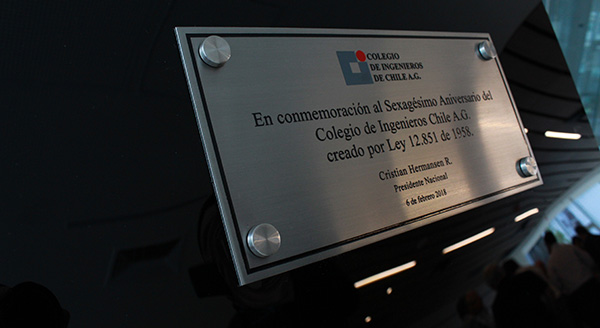 COLEGIO
DE INGENIEROS
DE CHILE A.G.
En conmemoración al Sexagésimo Aniversario del
Colegio de Ingenieros Chile A.G.
creado por Ley 12.851 de 1958.
Cristian Hermansen R.
Presidente Nacional
6 de febrero 2018